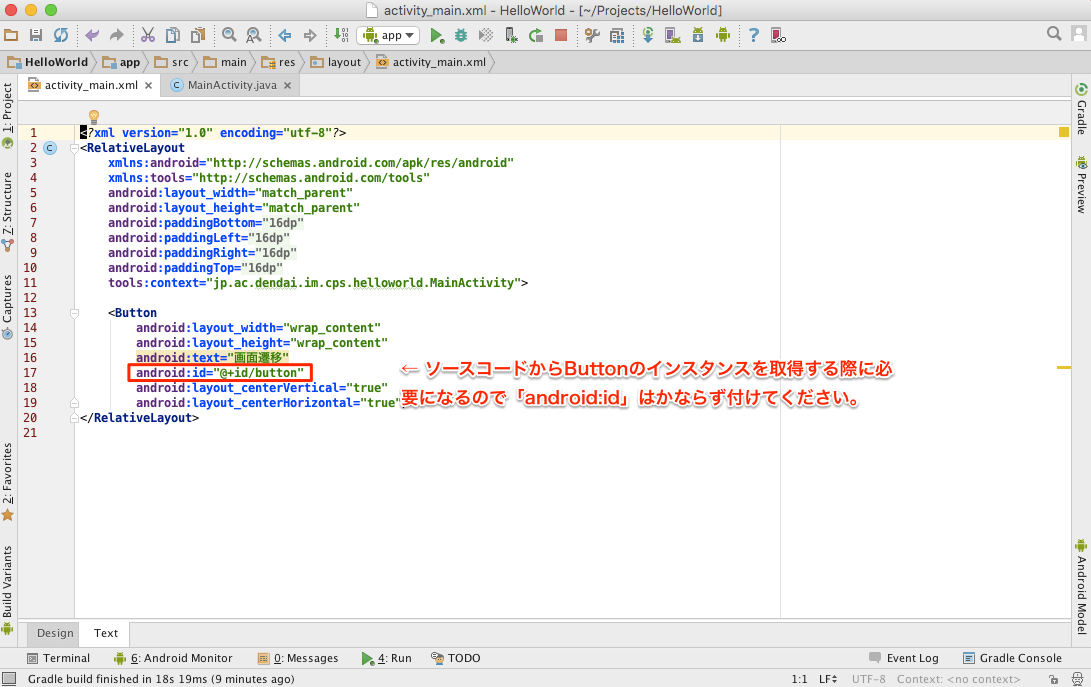 activity_main.xml - HelloWorld - [~/Projects/HelloWorld]
app
HelloWorld app src main res layout activity_main.xml
activity_main.xml MainActivity.java
1 <?xml version="1.0" encoding="utf-8"?>
2 <RelativeLayout
3 xmlns:android="http://schemas.android.com/apk/res/android"
4 xmlns:tools="http://schemas.android.com/tools"
5 android:layout_width="match_parent"
6 android:layout_height="match_parent"
7 android:paddingBottom="16dp"
8 android:paddingLeft="16dp"
9 android:paddingRight="16dp"
10 android:paddingTop="16dp"
11 tools:context="jp.ac.dendai.im.cps.helloworld.MainActivity">
12
13 <Button
14 android:layout_width="wrap_content"
15 android:layout_height="wrap_content"
16 android:text="画面遷移"
17 android:id="@+id/button"
18 android:layout_centerVertical="true"
19 android:layout_centerHorizontal="true"
20 </RelativeLayout>
21
← ソースコードからButtonのインスタンスを取得する際に必
要になるので「android:id」はかならず付けてください。
1: Project
7: Structure
Captures
2: Favorites
Build Variants
Gradle
Preview
Android Model
Design Text
Terminal 6: Android Monitor 0: Messages 4: Run TODO Event Log Gradle Console
Gradle build finished in 18s 19ms (9 minutes ago) 1:1 LF UTF-8 Context: <no context>